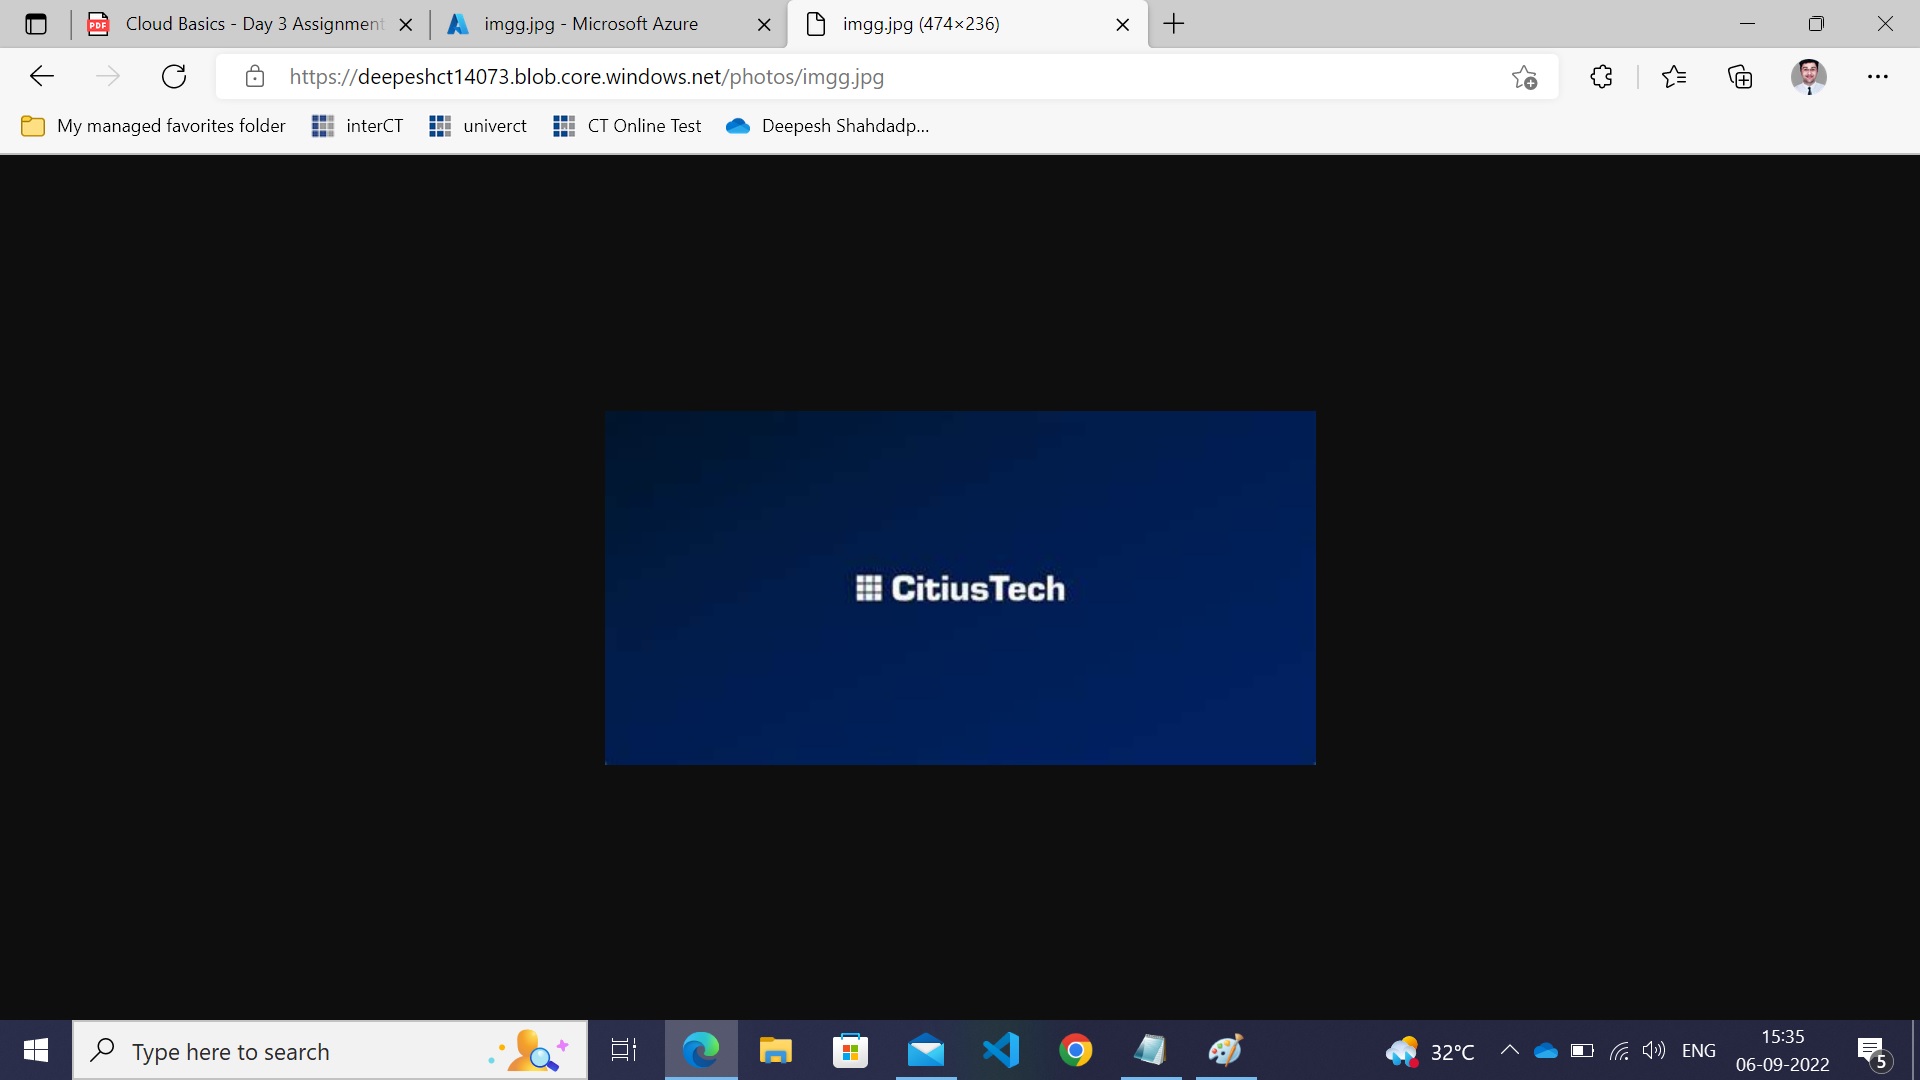 Cloud Basics - Day 3 Assignment
imgg.jpg - Microsoft Azure
imgg.jpg (474×236)
https://deepeshct14073.blob.core.windows.net/photos/imgg.jpg
My managed favorites folder
interCT
univerct
CT Online Test
Deepesh Shahdadp...
CitiusTech
Type here to search
32°C
ENG
15:35
06-09-2022
5